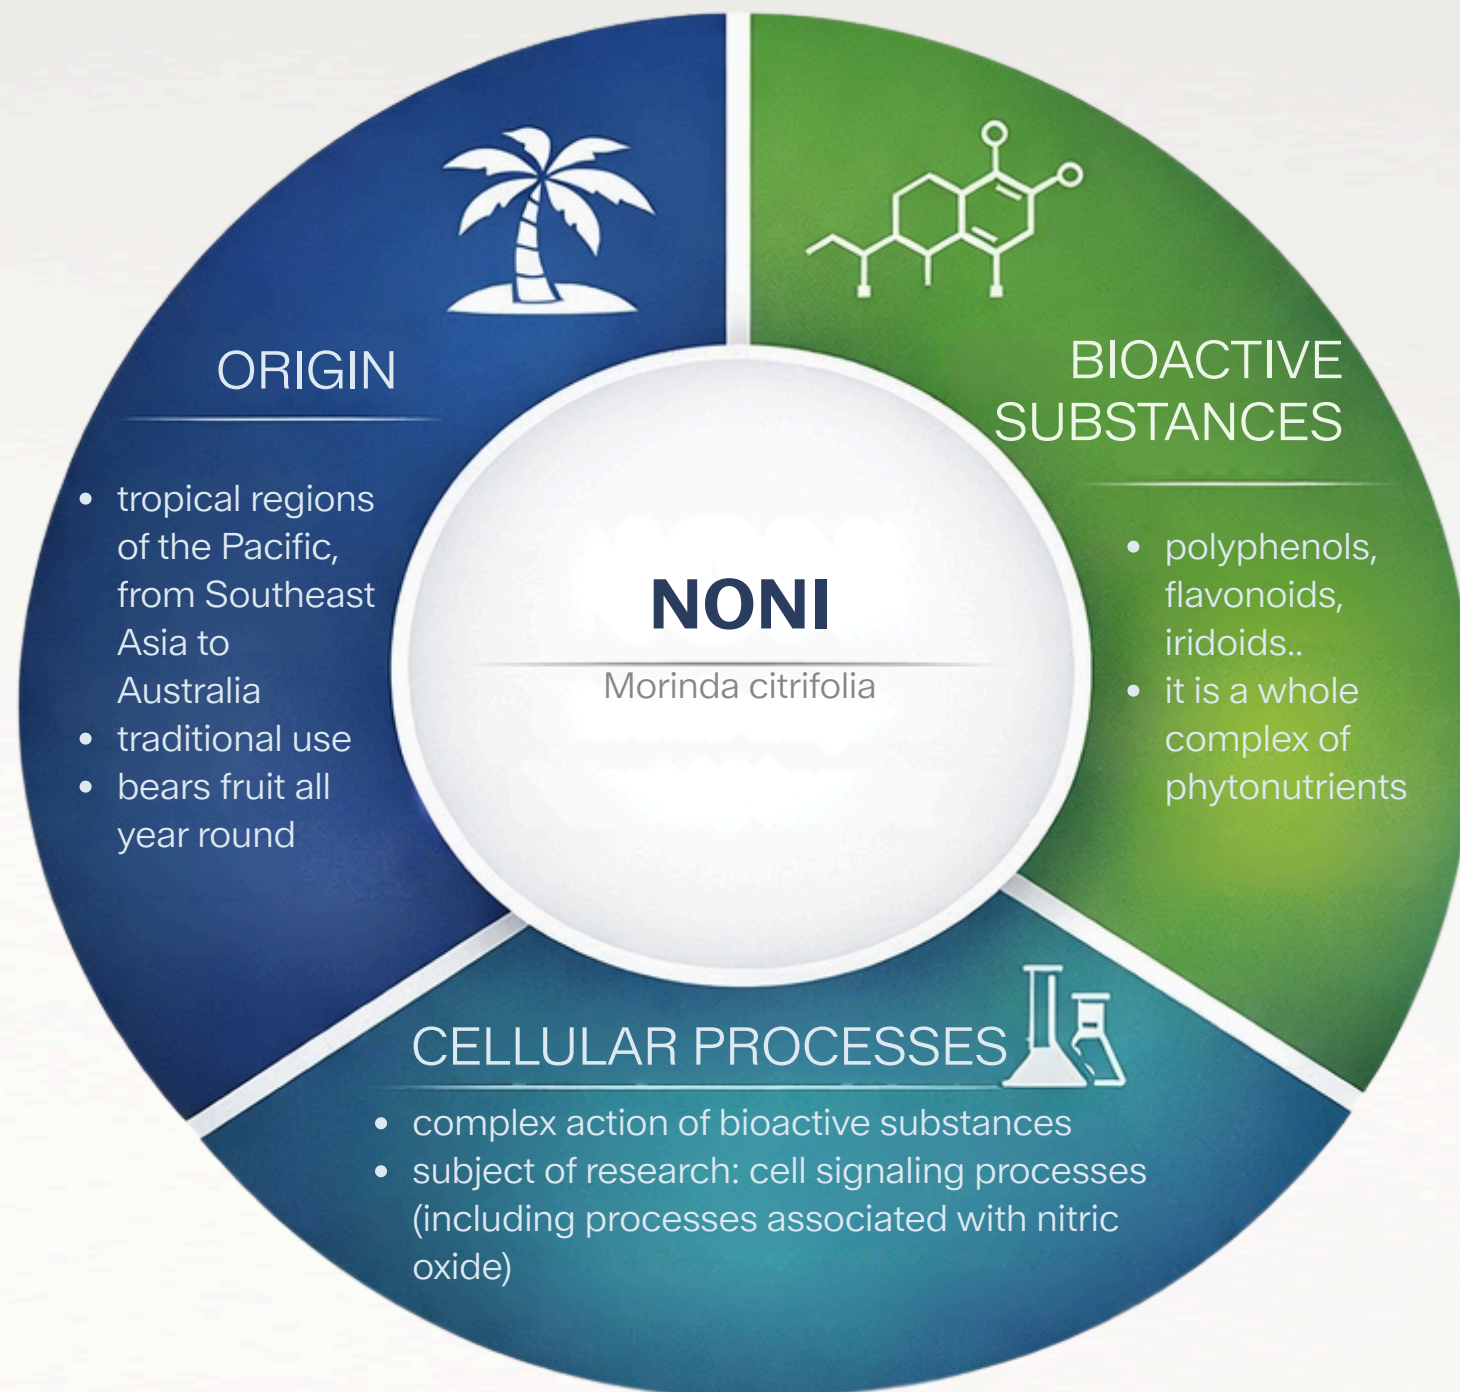 ORIGIN
• tropical regions
of the Pacific,
from Southeast
Asia to
Australia
• traditional use
• bears fruit all
year round
BIOACTIVE
SUBSTANCES
• polyphenols,
flavonoids,
iridoids..
• it is a whole
complex of
phytonutrients
NONI
Morinda citrifolia
CELLULAR PROCESSES
• complex action of bioactive substances
• subject of research: cell signaling processes
(including processes associated with nitric
oxide)